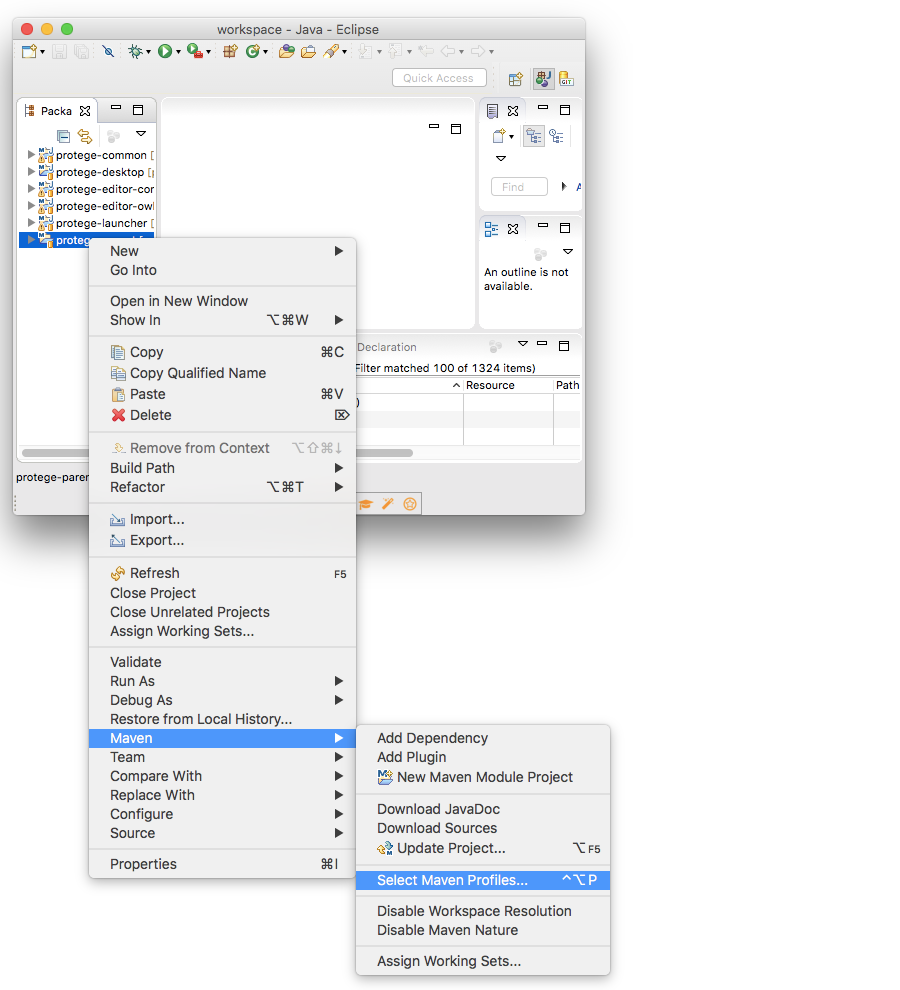 workspace - Java - Eclipse
Quick Access
GIT
Packa
protege-common [
protege-desktop [
protege-editor-cor
protege-editor-owl
protege-launcher [
Find
An outline is not
available.
Declaration
Filter matched 100 of 1324 items)
Resource
Path
protege-paren
New
Go Into
Open in New Window
Show In ⌥⌘W
Copy ⌘C
Copy Qualified Name
Paste ⌘V
Delete ⌦
Remove from Context ⌥⇧⌘↓
Build Path
Refactor ⌥⌘T
Import...
Export...
Refresh F5
Close Project
Close Unrelated Projects
Assign Working Sets...
Validate
Run As
Debug As
Restore from Local History...
Maven
Team
Compare With
Replace With
Configure
Source
Properties ⌘I
Add Dependency
Add Plugin
New Maven Module Project
Download JavaDoc
Download Sources
Update Project... ⌥F5
Select Maven Profiles... ^⌥P
Disable Workspace Resolution
Disable Maven Nature
Assign Working Sets...